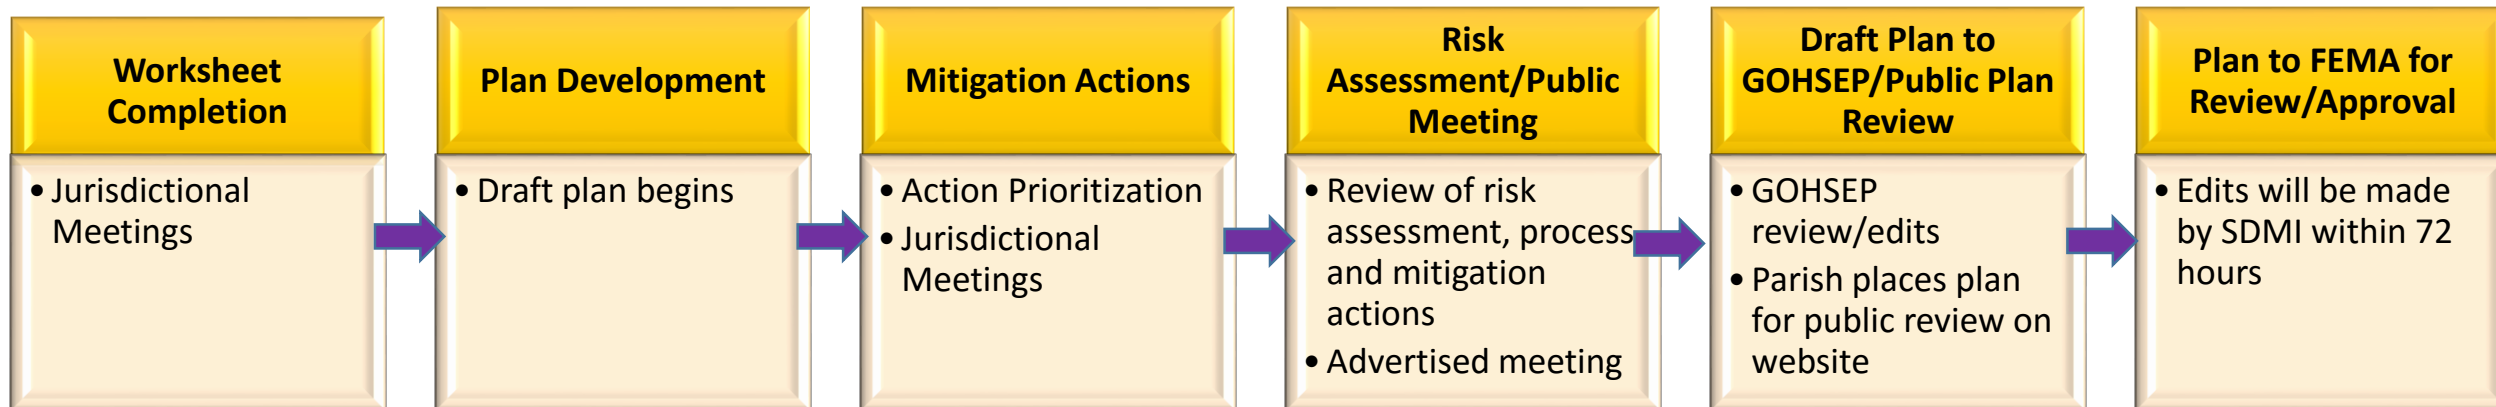 Worksheet
Completion
• Jurisdictional
Meetings
Plan Development
• Draft plan begins
Mitigation Actions
• Action Prioritization
• Jurisdictional
Meetings
Risk
Assessment/Public
Meeting
• Review of risk
assessment, process
and mitigation
actions
• Advertised meeting
Draft Plan to
GOHSEP/Public Plan
Review
• GOHSEP
review/edits
• Parish places plan
for public review on
website
Plan to FEMA for
Review/Approval
• Edits will be made
by SDMI within 72
hours